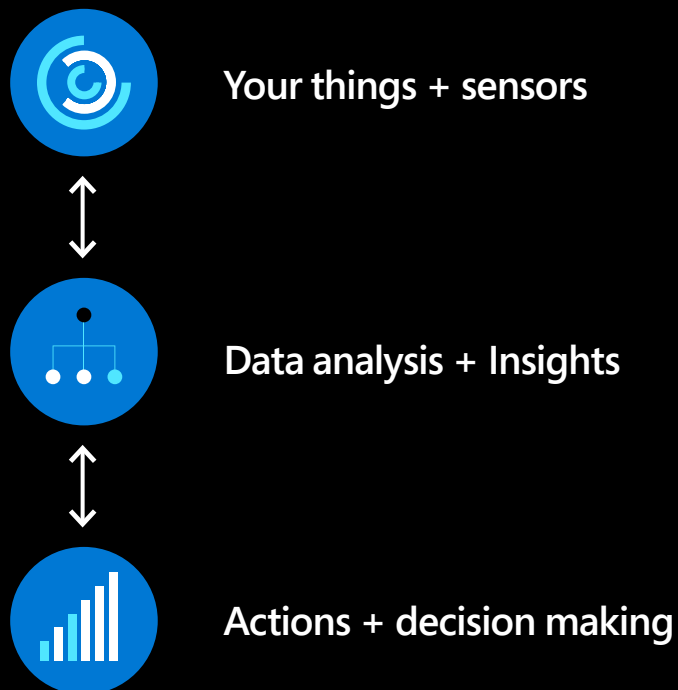 Your things + sensors
Data analysis + Insights
Actions + decision making